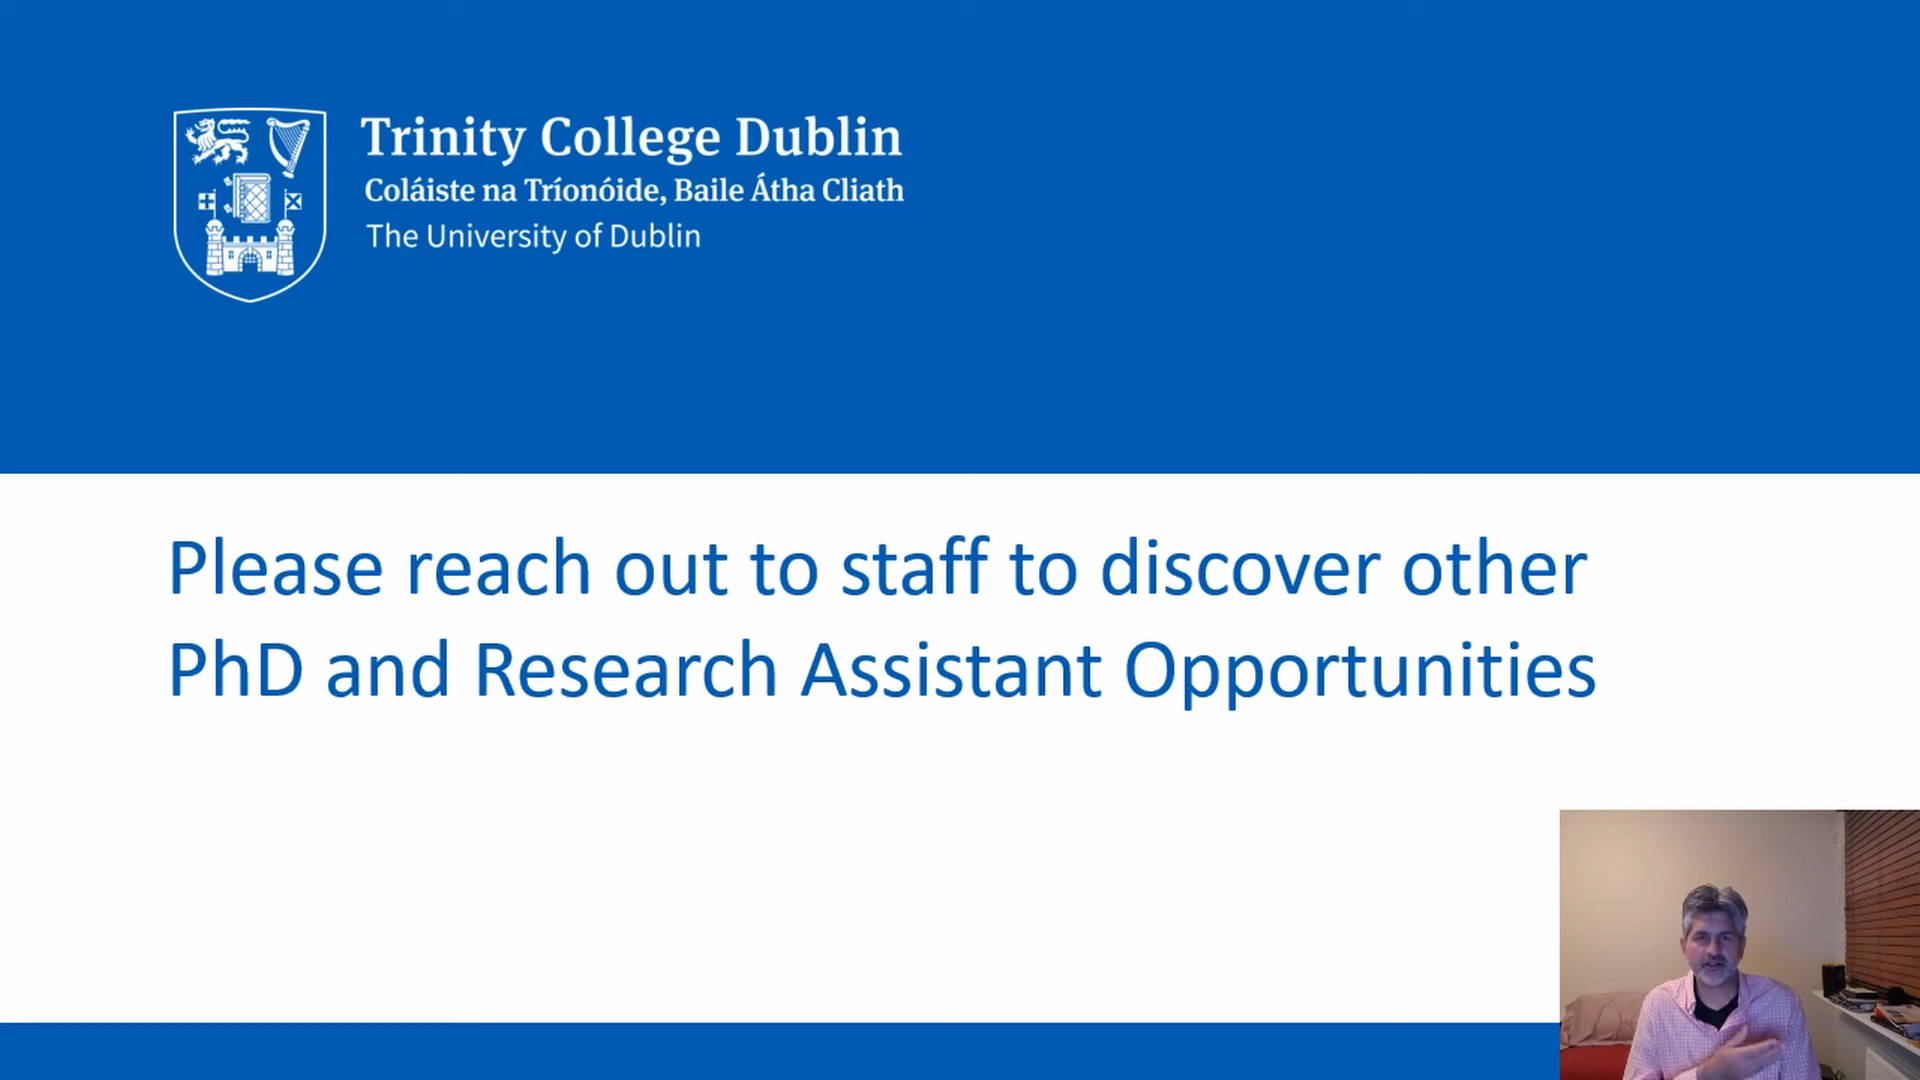 Trinity College Dublin
Coláiste na Tríonóide, Baile Átha Cliath
The University of Dublin
Please reach out to staff to discover other
PhD and Research Assistant Opportunities